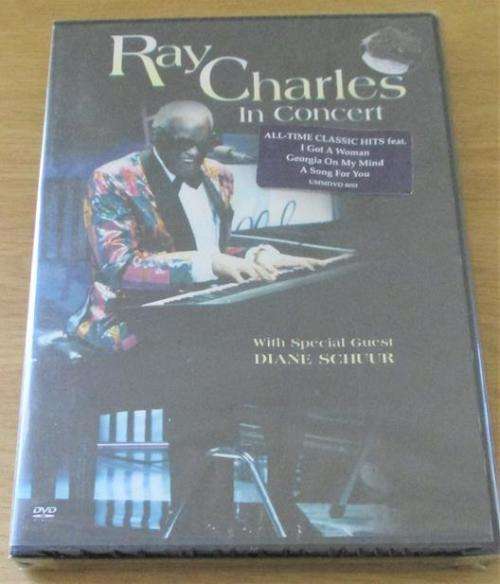 Ray
Charles
In Concert
ALL-TIME CLASSIC HITS feat.
I Got A Woman
Georgia On My Mind
A Song For You
With Special Guest
DIANE SCHUUR
DVD